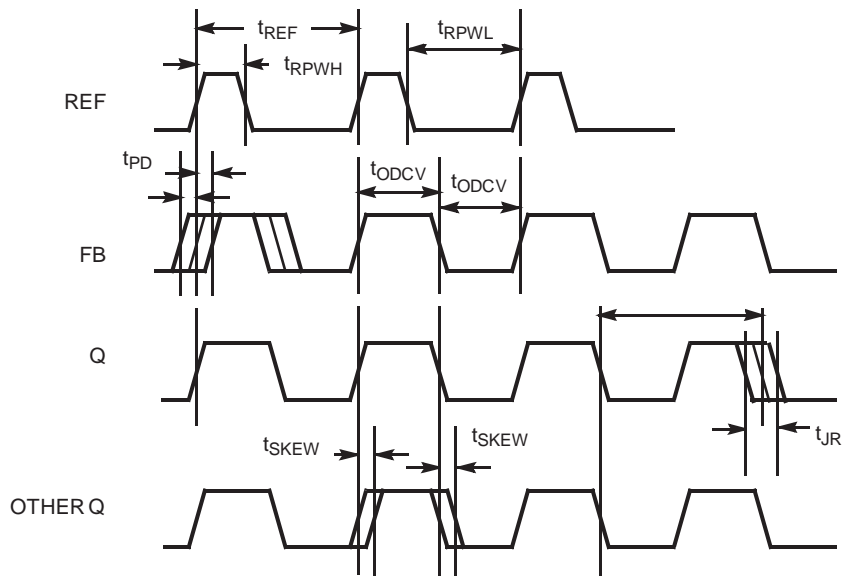 tREF
tRPWL
tRPWH
REF
tPD
tODCV
tODCV
FB
Q
tJR
tSKEW
tSKEW
OTHER Q